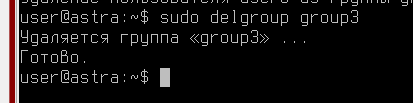 user@astra:~$ sudo delgroup group3
Удаляется группа «group3» ...
Готово.
user@astra:~$